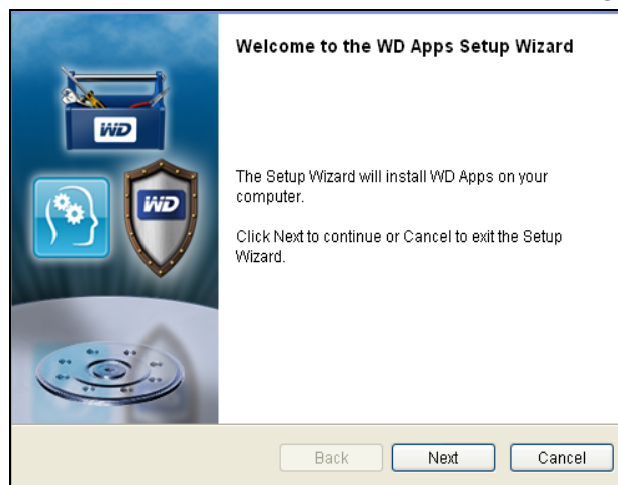 Welcome to the WD Apps Setup Wizard
WD
WD
The Setup Wizard will install WD Apps on your
computer.
Click Next to continue or Cancel to exit the Setup
Wizard.
Back
Next
Cancel